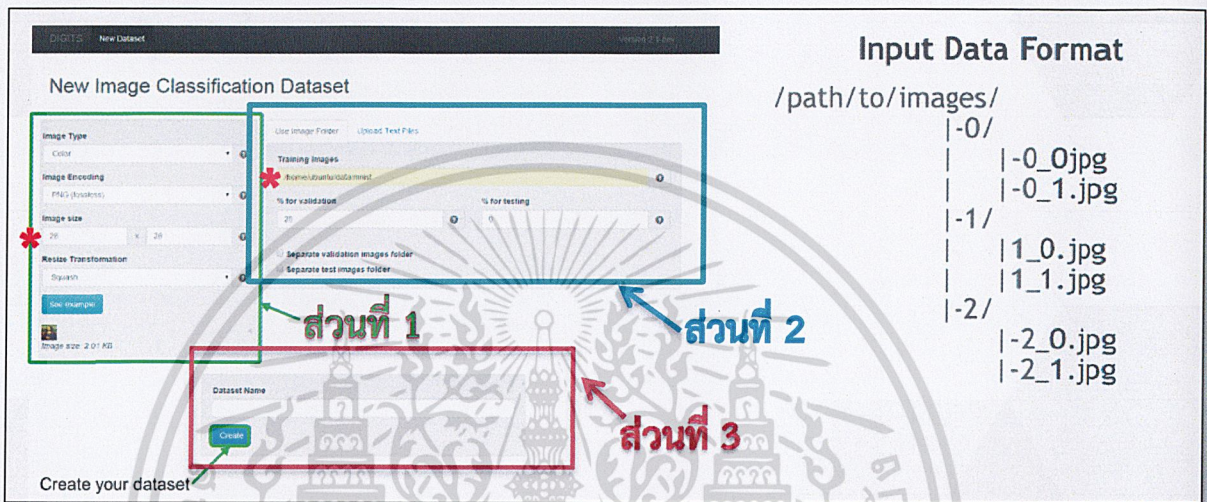 DIGITS New Dataset
New Image Classification Dataset
Image Type
Color
Image Encoding
PNG (lossless)
Image size
28 x 28
Resize Transformation
Squash
See example
Image size: 2.01 KB
Use Image Folder Upload Text Files
Training Images
/home/ubuntu/data/mnist
% for validation % for testing
25 0
Separate validation images folder
Separate test images folder
ส่วนที่ 1
ส่วนที่ 2
Dataset Name
Create
ส่วนที่ 3
Create your dataset
Input Data Format
/path/to/images/
|-0/
| |-0_0jpg
| |-0_1.jpg
|-1/
| |1_0.jpg
| |1_1.jpg
|-2/
|-2_0.jpg
|-2_1.jpg